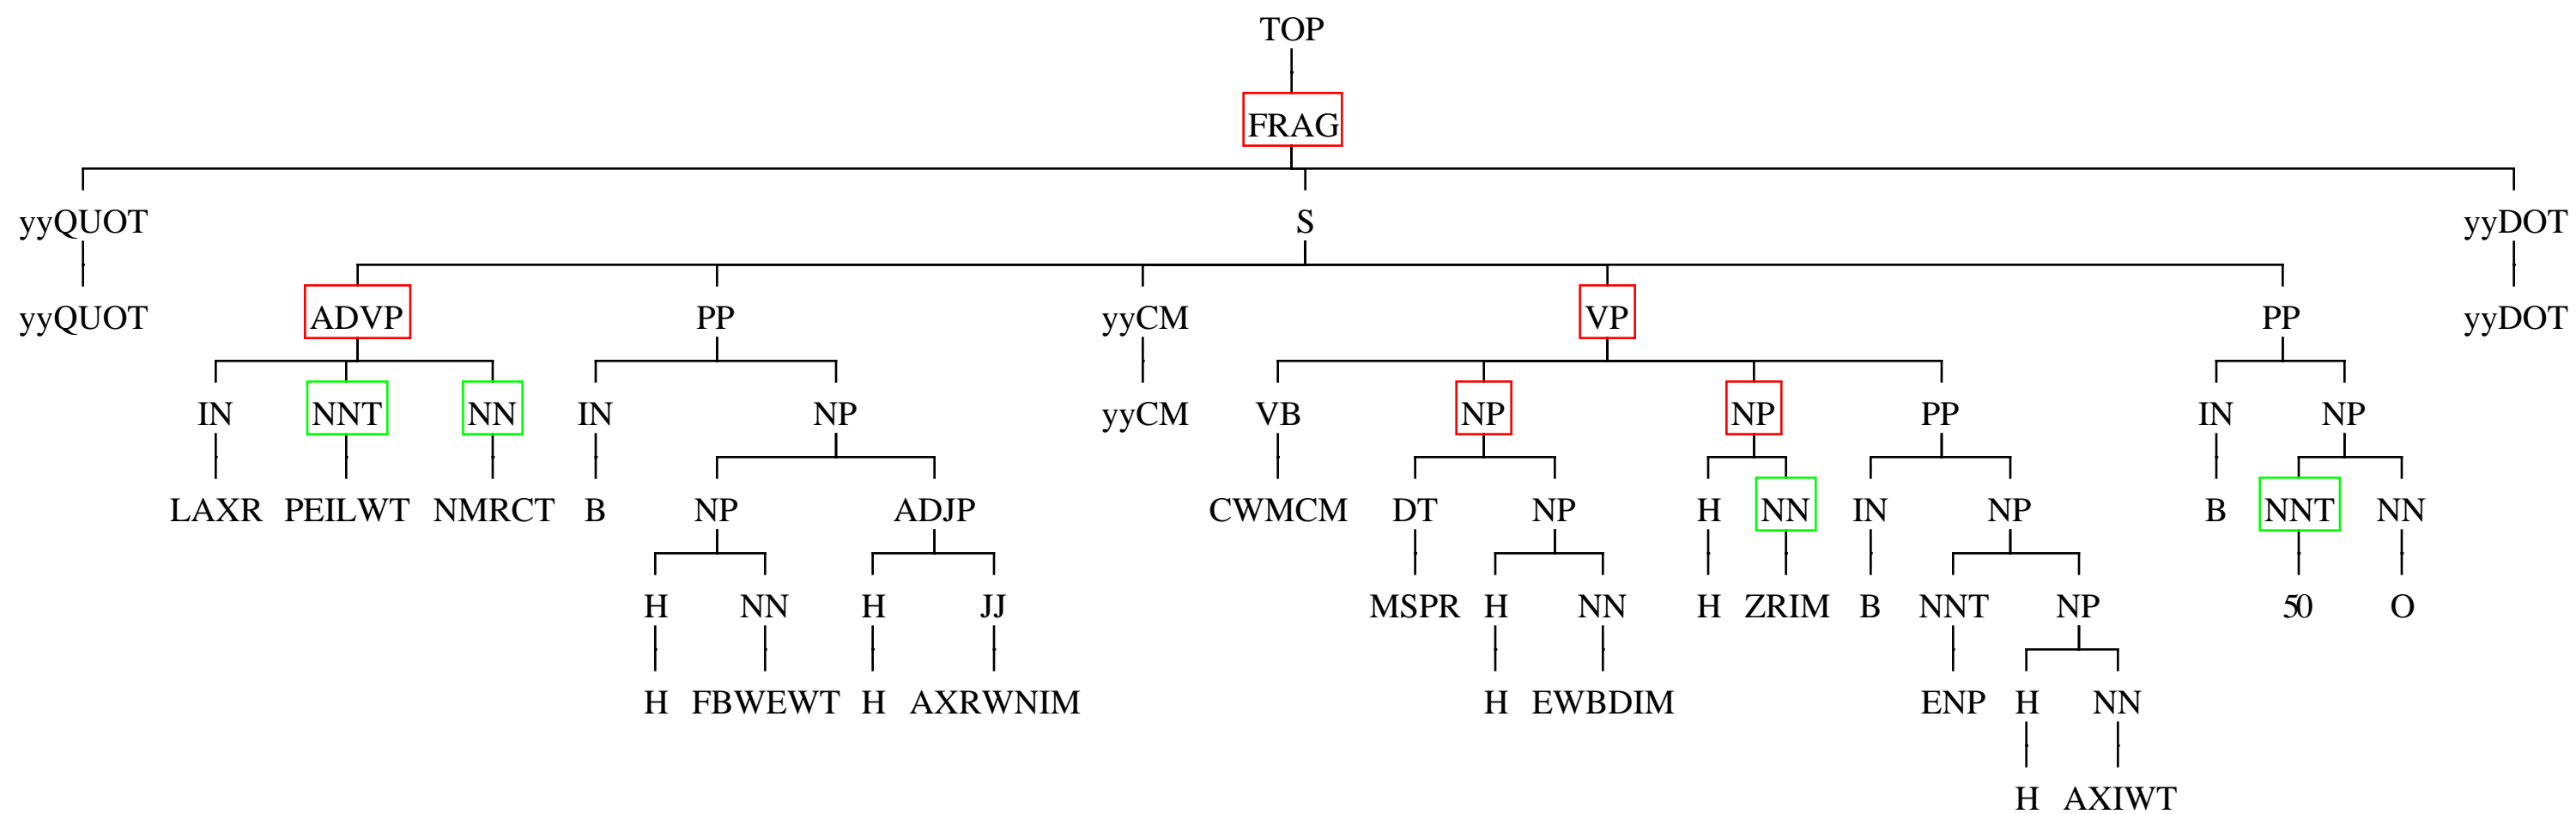 TOP
FRAG
yyQUOT S yyDOT
yyQUOT ADVP PP yyCM VP PP yyDOT
IN NNT NN IN NP yyCM VB NP NP PP IN NP
LAXR PEILWT NMRCT B NP ADJP CWMCM DT NP H NN IN NP B NNT NN
H NN H JJ MSPR H NN H ZRIM B NNT NP 50 O
H FBWEWT H AXRWNIM H EWBDIM ENP H NN
H AXIWT